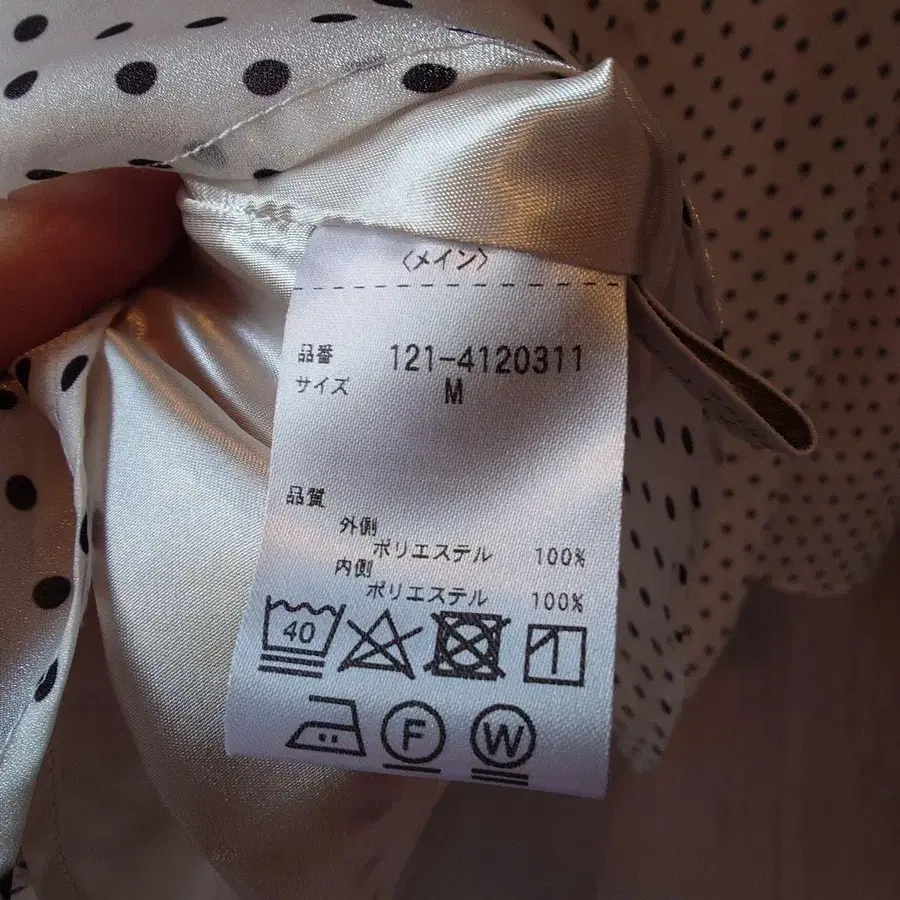 〈メイン〉
品番 121-4120311
サイズ M
品質
外側
ポリエステル 100%
内側
ポリエステル 100%
40
F W